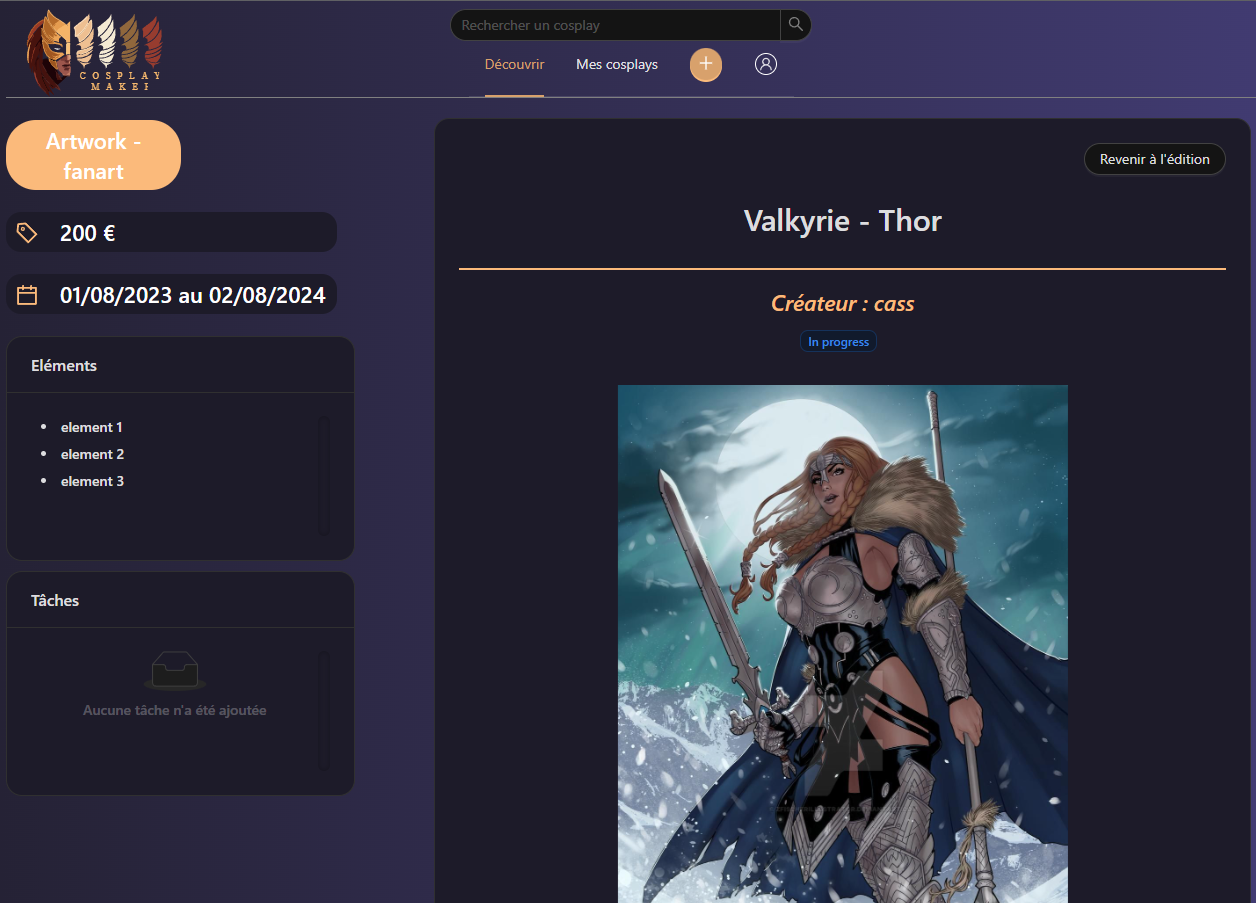 COSPLAY
MAKER
Rechercher un cosplay
Découvrir
Mes cosplays
Artwork -
fanart
200 €
01/08/2023 au 02/08/2024
Eléments
element 1
element 2
element 3
Tâches
Aucune tâche n'a été ajoutée
Revenir à l'édition
Valkyrie - Thor
Créateur : cass
In progress